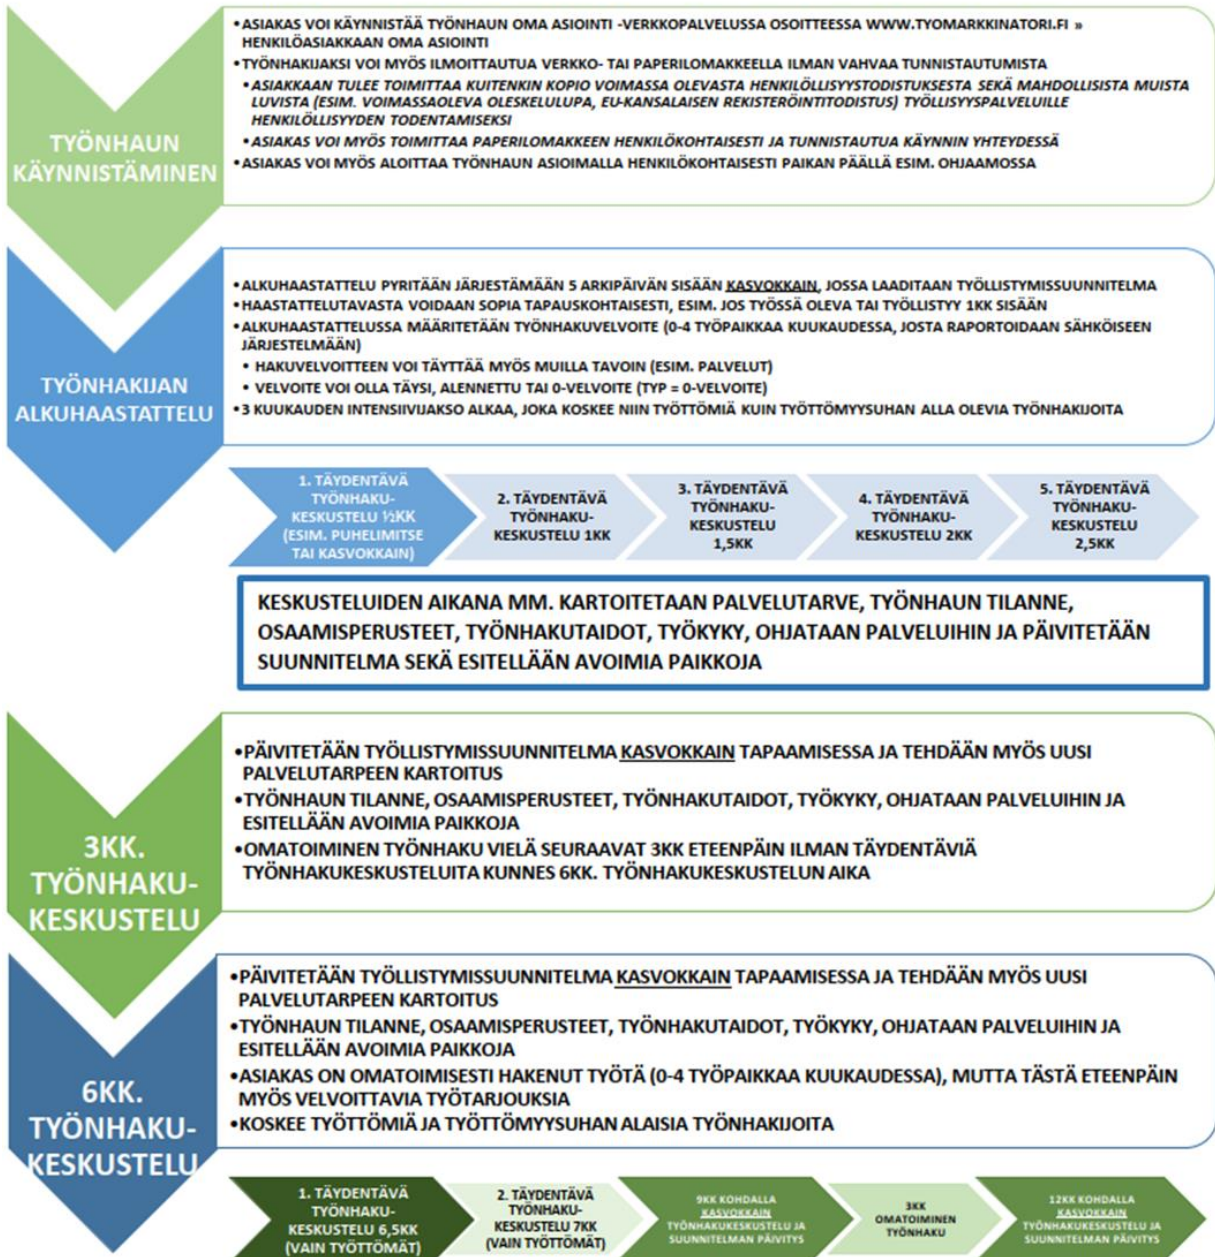 TYÖNHAUN
KÄYNNISTÄMINEN
•ASIAKAS VOI KÄYNNISTÄÄ TYÖNHAUN OMA ASIOINTI -VERKKOPALVELUSSA OSOITTEESSA WWW.TYOMARKKINATORI.FI »
HENKILÖASIAKKAAN OMA ASIOINTI
•TYÖNHAKIJAKSI VOI MYÖS ILMOITTAUTUA VERKKO- TAI PAPERILOMAKKEELLA ILMAN VAHVAA TUNNISTAUTUMISTA
•ASIAKKAAN TULEE TOIMITTAA KUITENKIN KOPIO VOIMASSA OLEVASTA HENKILÖLLISYYSTODISTUKSESTA SEKÄ MAHDOLLISISTA MUISTA
LUVISTA (ESIM. VOIMASSAOLEVA OLESKELULUPA, EU-KANSALAISEN REKISTERÖINTITODISTUS) TYÖLLISYYSPALVELUILLE
HENKILÖLLISYYDEN TODENTAMISEKSI
•ASIAKAS VOI MYÖS TOIMITTAA PAPERILOMAKKEEN HENKILÖKOHTAISESTI JA TUNNISTAUTUA KÄYNNIN YHTEYDESSÄ
•ASIAKAS VOI MYÖS ALOITTAA TYÖNHAUN ASIOIMALLA HENKILÖKOHTAISESTI PAIKAN PÄÄLLÄ ESIM. OHJAAMOSSA
TYÖNHAKIJAN
ALKUHAASTATTELU
•ALKUHAASTATTELU PYRITÄÄN JÄRJESTÄMÄÄN 5 ARKIPÄIVÄN SISÄÄN KASVOKKAIN, JOSSA LAADITAAN TYÖLLISTYMISSUUNNITELMA
•HAASTATTELUTAVASTA VOIDAAN SOPIA TAPAUSKOHTAISESTI, ESIM. JOS TYÖSSÄ OLEVA TAI TYÖLLISTYY 1KK SISÄÄN
•ALKUHAASTATTELUSSA MÄÄRITETÄÄN TYÖNHAKUVELVOITE (0-4 TYÖPAIKKAA KUUKAUDESSA, JOSTA RAPORTOIDAAN SÄHKÖISEEN
JÄRJESTELMÄÄN)
• HAKUVELVOITTEEN VOI TÄYTTÄÄ MYÖS MUILLA TAVOIN (ESIM. PALVELUT)
• VELVOITE VOI OLLA TÄYSI, ALENNETTU TAI 0-VELVOITE (TYP = 0-VELVOITE)
•3 KUUKAUDEN INTENSIIVIJAKSO ALKAA, JOKA KOSKEE NIIN TYÖTTÖMIÄ KUIN TYÖTTÖMYYSUHAN ALLA OLEVIA TYÖNHAKIJOITA
1. TÄYDENTÄVÄ
TYÖNHAKU-
KESKUSTELU ½KK
(ESIM. PUHELIMITSE
TAI KASVOKKAIN)
2. TÄYDENTÄVÄ
TYÖNHAKU-
KESKUSTELU 1KK
3. TÄYDENTÄVÄ
TYÖNHAKU-
KESKUSTELU
1,5KK
4. TÄYDENTÄVÄ
TYÖNHAKU-
KESKUSTELU 2KK
5. TÄYDENTÄVÄ
TYÖNHAKU-
KESKUSTELU
2,5KK
KESKUSTELUIDEN AIKANA MM. KARTOITETAAN PALVELUTARVE, TYÖNHAUN TILANNE,
OSAAMISPERUSTEET, TYÖNHAKUTAIDOT, TYÖKYKY, OHJATAAN PALVELUIHIN JA PÄIVITETÄÄN
SUUNNITELMA SEKÄ ESITELLÄÄN AVOIMIA PAIKKOJA
3KK.
TYÖNHAKU-
KESKUSTELU
•PÄIVITETÄÄN TYÖLLISTYMISSUUNNITELMA KASVOKKAIN TAPAAMISESSA JA TEHDÄÄN MYÖS UUSI
PALVELUTARPEEN KARTOITUS
•TYÖNHAUN TILANNE, OSAAMISPERUSTEET, TYÖNHAKUTAIDOT, TYÖKYKY, OHJATAAN PALVELUIHIN JA
ESITELLÄÄN AVOIMIA PAIKKOJA
•OMATOIMINEN TYÖNHAKU VIELÄ SEURAAVAT 3KK ETEENPÄIN ILMAN TÄYDENTÄVIÄ
TYÖNHAKUKESKUSTELUITA KUNNES 6KK. TYÖNHAKUKESKUSTELUN AIKA
6KK.
TYÖNHAKU-
KESKUSTELU
•PÄIVITETÄÄN TYÖLLISTYMISSUUNNITELMA KASVOKKAIN TAPAAMISESSA JA TEHDÄÄN MYÖS UUSI
PALVELUTARPEEN KARTOITUS
•TYÖNHAUN TILANNE, OSAAMISPERUSTEET, TYÖNHAKUTAIDOT, TYÖKYKY, OHJATAAN PALVELUIHIN JA
ESITELLÄÄN AVOIMIA PAIKKOJA
•ASIAKAS ON OMATOIMISESTI HAKENUT TYÖTÄ (0-4 TYÖPAIKKAA KUUKAUDESSA), MUTTA TÄSTÄ ETEENPÄIN
MYÖS VELVOITTAVIA TYÖTARJOUKSIA
•KOSKEE TYÖTTÖMIÄ JA TYÖTTÖMYYSUHAN ALAISIA TYÖNHAKIJOITA
1. TÄYDENTÄVÄ
TYÖNHAKU-
KESKUSTELU 6,5KK
(VAIN TYÖTTÖMÄT)
2. TÄYDENTÄVÄ
TYÖNHAKU-
KESKUSTELU 7KK
(VAIN TYÖTTÖMÄT)
9KK KOHDALLA
KASVOKKAIN
TYÖNHAKUKESKUSTELU JA
SUUNNITELMAN PÄIVITYS
3KK
OMATOIMINEN
TYÖNHAKU
12KK KOHDALLA
KASVOKKAIN
TYÖNHAKUKESKUSTELU JA
SUUNNITELMAN PÄIVITYS